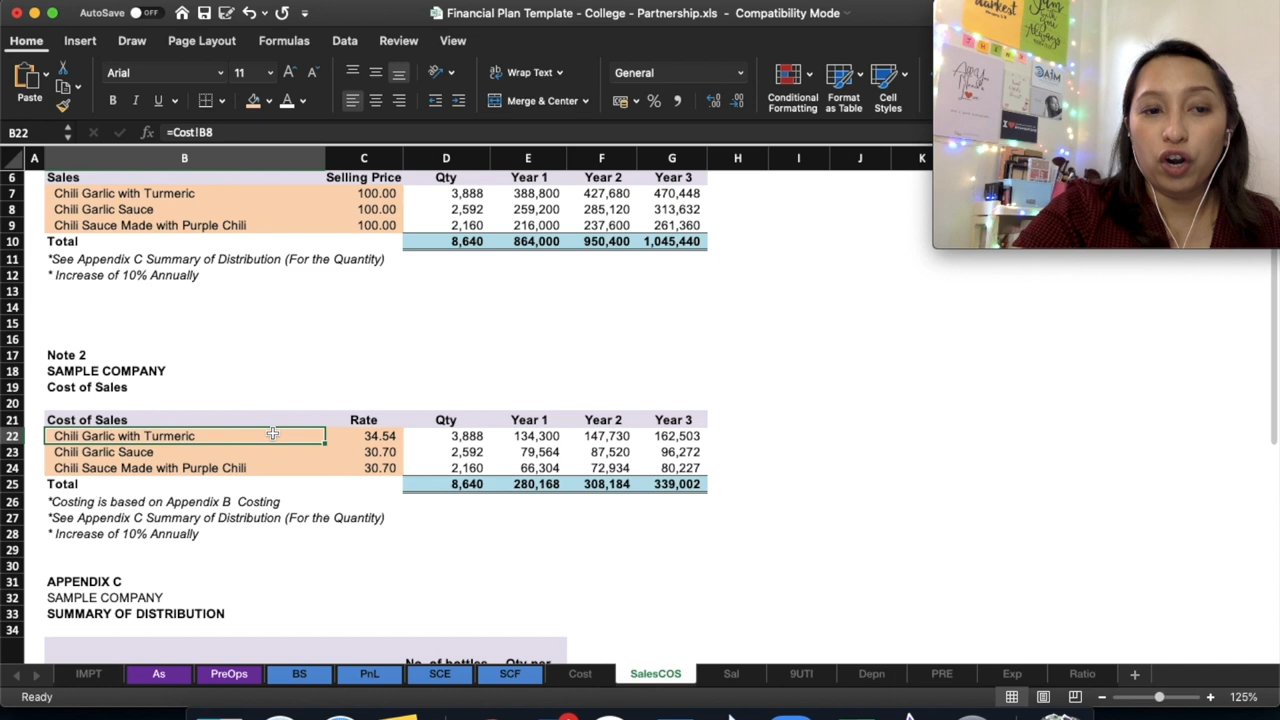 AutoSave OFF
Financial Plan Template - College - Partnership.xls - Compatibility Mode
Home Insert Draw Page Layout Formulas Data Review View
Paste Arial 11 Wrap Text General
B I U Merge & Center Conditional Formatting Format as Table Cell Styles
B22 fx =Cost!B8
A B C D E F G H I J K
6 Sales Selling Price Qty Year 1 Year 2 Year 3
7 Chili Garlic with Turmeric 100.00 3,888 388,800 427,680 470,448
8 Chili Garlic Sauce 100.00 2,592 259,200 285,120 313,632
9 Chili Sauce Made with Purple Chili 100.00 2,160 216,000 237,600 261,360
10 Total 8,640 864,000 950,400 1,045,440
11 *See Appendix C Summary of Distribution (For the Quantity)
12 * Increase of 10% Annually
13
14
15
16
17 Note 2
18 SAMPLE COMPANY
19 Cost of Sales
20
21 Cost of Sales Rate Qty Year 1 Year 2 Year 3
22 Chili Garlic with Turmeric 34.54 3,888 134,300 147,730 162,503
23 Chili Garlic Sauce 30.70 2,592 79,564 87,520 96,272
24 Chili Sauce Made with Purple Chili 30.70 2,160 66,304 72,934 80,227
25 Total 8,640 280,168 308,184 339,002
26 *Costing is based on Appendix B Costing
27 *See Appendix C Summary of Distribution (For the Quantity)
28 * Increase of 10% Annually
29
30
31 APPENDIX C
32 SAMPLE COMPANY
33 SUMMARY OF DISTRIBUTION
34
No. of bottles Qty per
IMPT As PreOps BS PnL SCE SCF Cost SalesCOS Sal 9UTI Depn PRE Exp Ratio
Ready 125%
darkest
You
Always
AIM